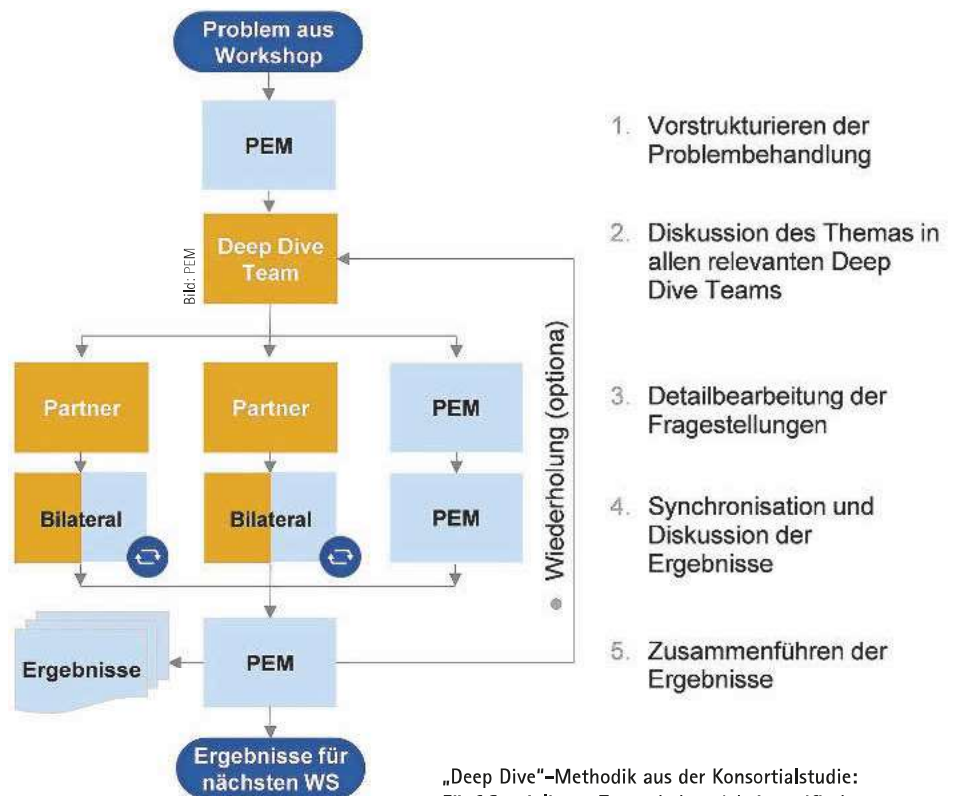 Problem aus
Workshop
PEM
1. Vorstrukturieren der
Problembehandlung
Deep Dive
Team
Bild: PEM
2. Diskussion des Themas in
allen relevanten Deep
Dive Teams
Partner
Partner
PEM
3. Detailbearbeitung der
Fragestellungen
Bilateral
Bilateral
PEM
4. Synchronisation und
Diskussion der
Ergebnisse
Wiederholung (optiona)
Ergebnisse
PEM
5. Zusammenführen der
Ergebnisse
Ergebnisse für
nächsten WS
„Deep Dive“-Methodik aus der Konsortialstudie: